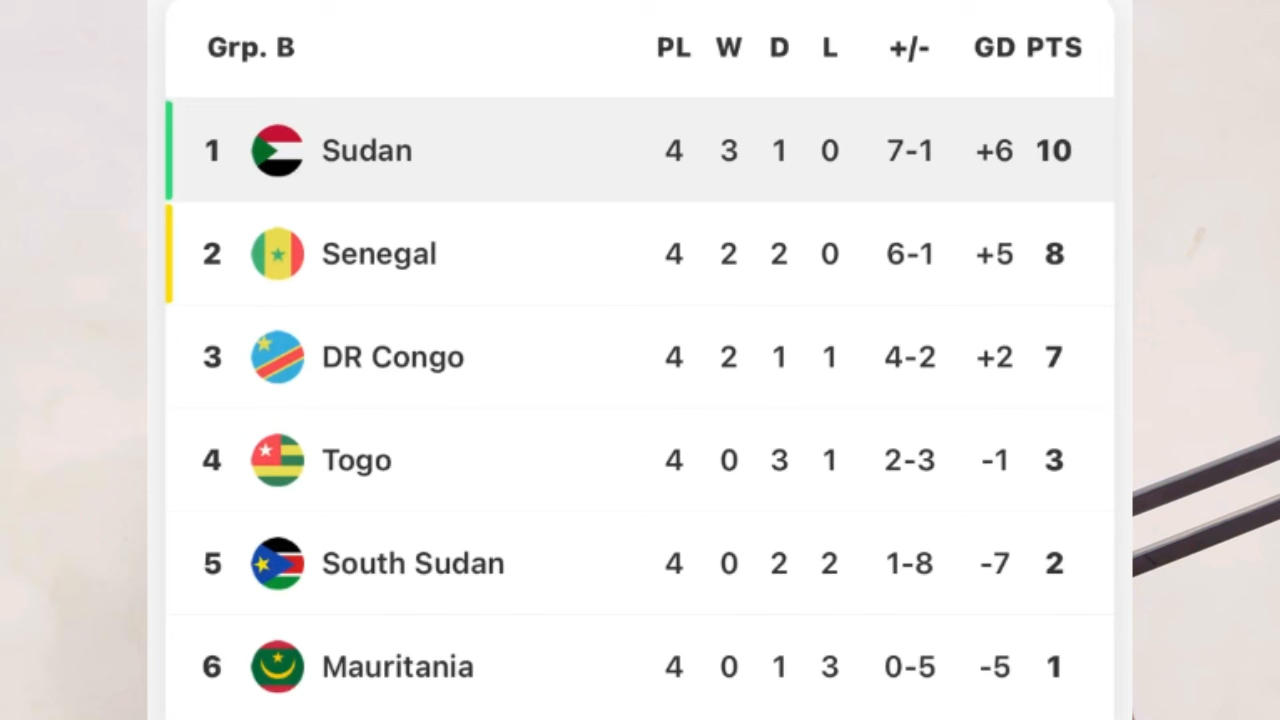 Grp. B PL W D L +/- GD PTS
1 Sudan 4 3 1 0 7-1 +6 10
2 Senegal 4 2 2 0 6-1 +5 8
3 DR Congo 4 2 1 1 4-2 +2 7
4 Togo 4 0 3 1 2-3 -1 3
5 South Sudan 4 0 2 2 1-8 -7 2
6 Mauritania 4 0 1 3 0-5 -5 1